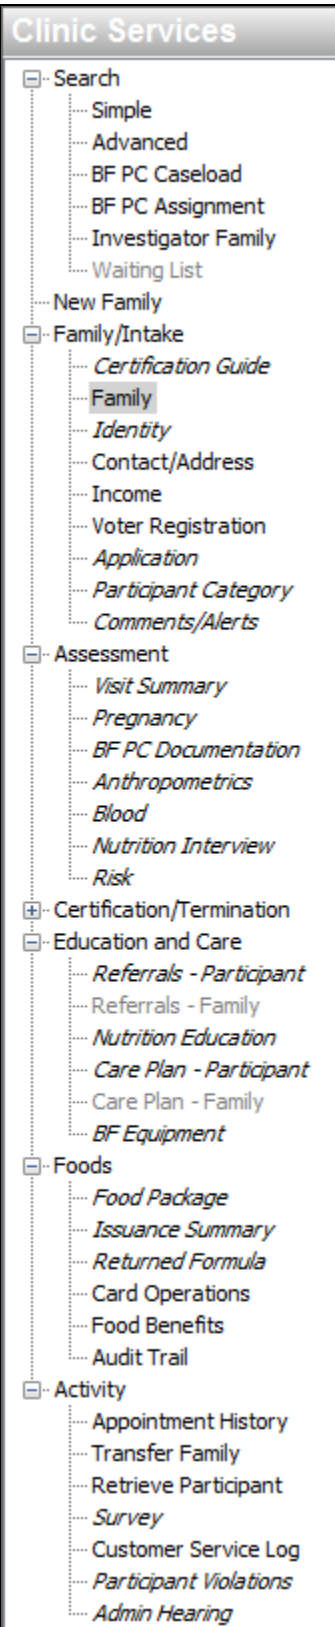 Clinic Services
Search
Simple
Advanced
BF PC Caseload
BF PC Assignment
Investigator Family
Waiting List
New Family
Family/Intake
Certification Guide
Family
Identity
Contact/Address
Income
Voter Registration
Application
Participant Category
Comments/Alerts
Assessment
Visit Summary
Pregnancy
BF PC Documentation
Anthropometrics
Blood
Nutrition Interview
Risk
Certification/Termination
Education and Care
Referrals - Participant
Referrals - Family
Nutrition Education
Care Plan - Participant
Care Plan - Family
BF Equipment
Foods
Food Package
Issuance Summary
Returned Formula
Card Operations
Food Benefits
Audit Trail
Activity
Appointment History
Transfer Family
Retrieve Participant
Survey
Customer Service Log
Participant Violations
Admin Hearing